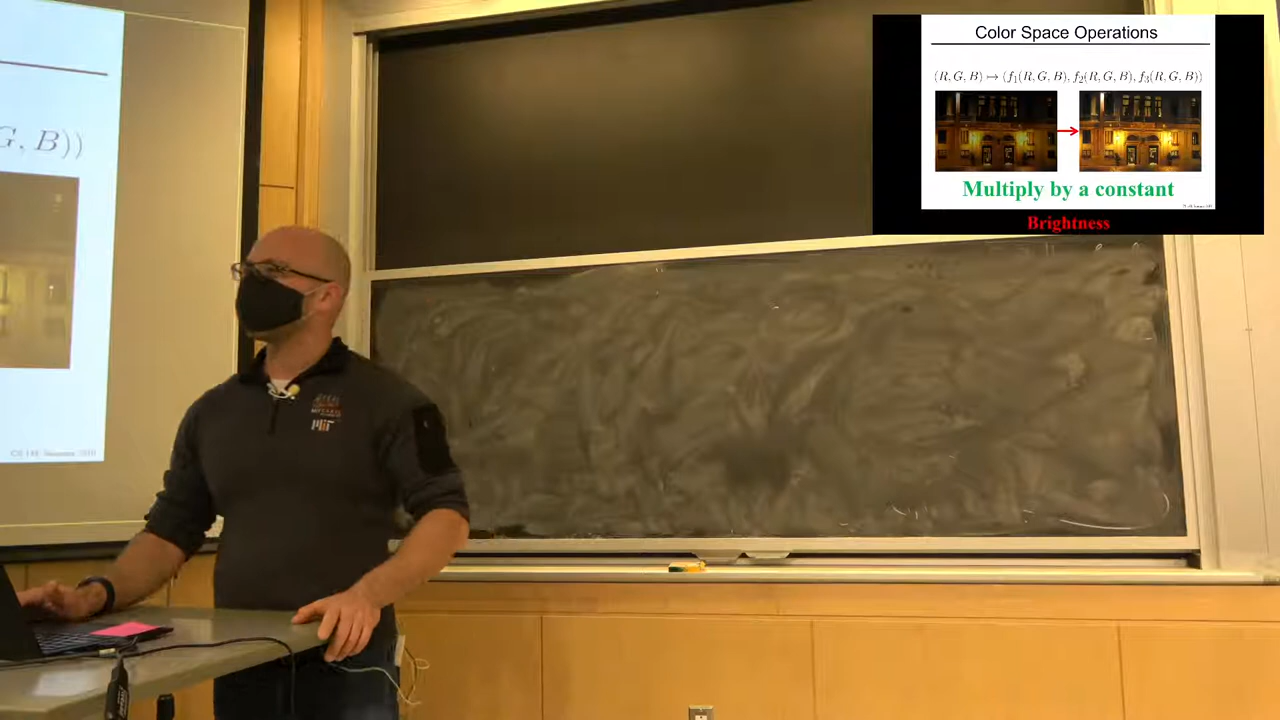 Color Space Operations
(R, G, B) ↦ (f₁(R, G, B), f₂(R, G, B), f₃(R, G, B))
Multiply by a constant
Brightness
G, B))
MIT